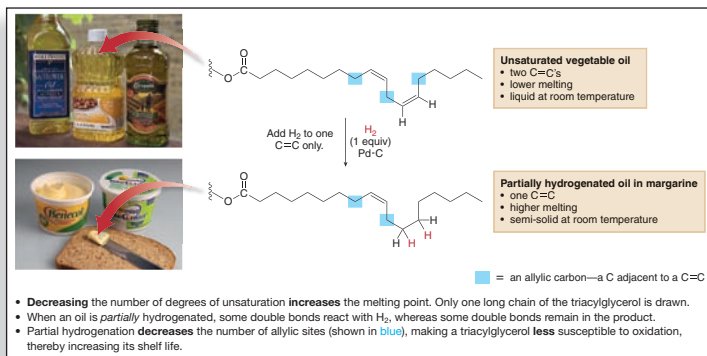 O
O
Unsaturated vegetable oil
• two C=C's
• lower melting
• liquid at room temperature
H
H
Add H2 to one
C=C only.
H2
(1 equiv)
Pd-C
Benecol
O
O
Partially hydrogenated oil in margarine
• one C=C
• higher melting
• semi-solid at room temperature
H
H
H
H
= an allylic carbon—a C adjacent to a C=C
• Decreasing the number of degrees of unsaturation increases the melting point. Only one long chain of the triacylglycerol is drawn.
• When an oil is partially hydrogenated, some double bonds react with H2, whereas some double bonds remain in the product.
• Partial hydrogenation decreases the number of allylic sites (shown in blue), making a triacylglycerol less susceptible to oxidation,
thereby increasing its shelf life.